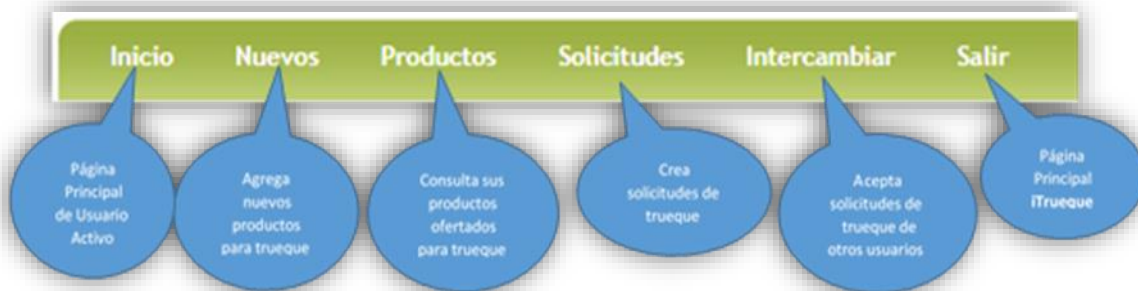 Inicio Nuevos Productos Solicitudes Intercambiar Salir
Página
Principal
de Usuario
Activo
Agrega
nuevos
productos
para trueque
Consulta sus
productos
ofertados
para trueque
Crea
solicitudes de
trueque
Acepta
solicitudes de
trueque de
otros usuarios
Página
Principal
iTrueque